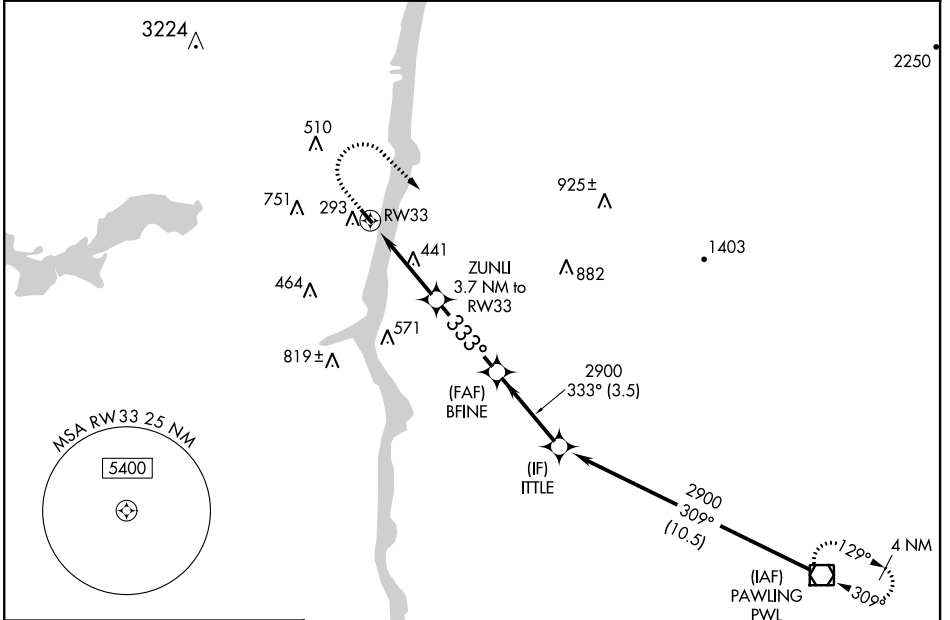 3224
2250
510
751
293
RW33
925±
441
1403
882
ZUNLI
3.7 NM to
RW33
464
571
819±
333°
(FAF)
BFINE
2900
333° (3.5)
MSA RW33 25 NM
5400
(IF)
ITTLE
2900
309°
(10.5)
129°
4 NM
309°
(IAF)
PAWLING
PWL